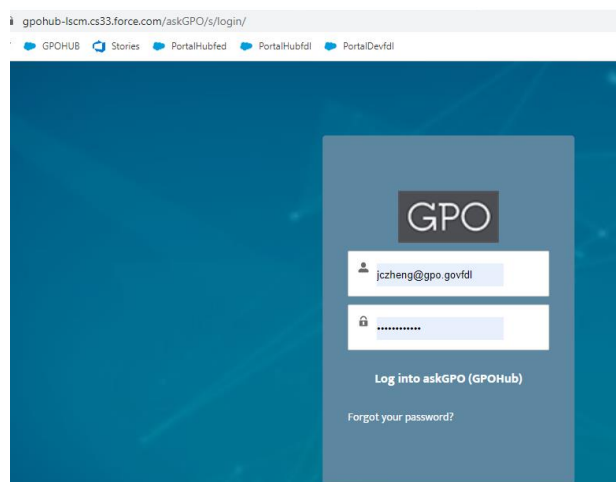 gpohub-lscm.cs33.force.com/askGPO/s/login/
GPOHUB Stories PortalHubfed PortalHubfdl PortalDevfdl
GPO
jczheng@gpo.govfdl
••••••••••••
Log into askGPO (GPOHub)
Forgot your password?